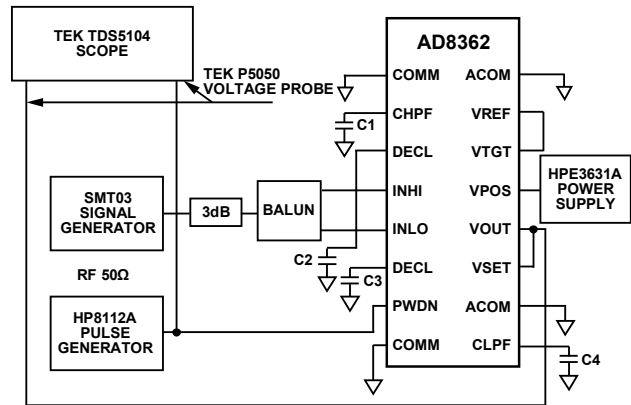 TEK TDS5104
SCOPE
TEK P5050
VOLTAGE PROBE
AD8362
COMM
ACOM
CHPF
VREF
C1
DECL
VTGT
SMT03
SIGNAL
GENERATOR
3dB
BALUN
INHI
VPOS
HPE3631A
POWER
SUPPLY
INLO
VOUT
C2
RF 50Ω
DECL
VSET
C3
HP8112A
PULSE
GENERATOR
PWDN
ACOM
COMM
CLPF
C4